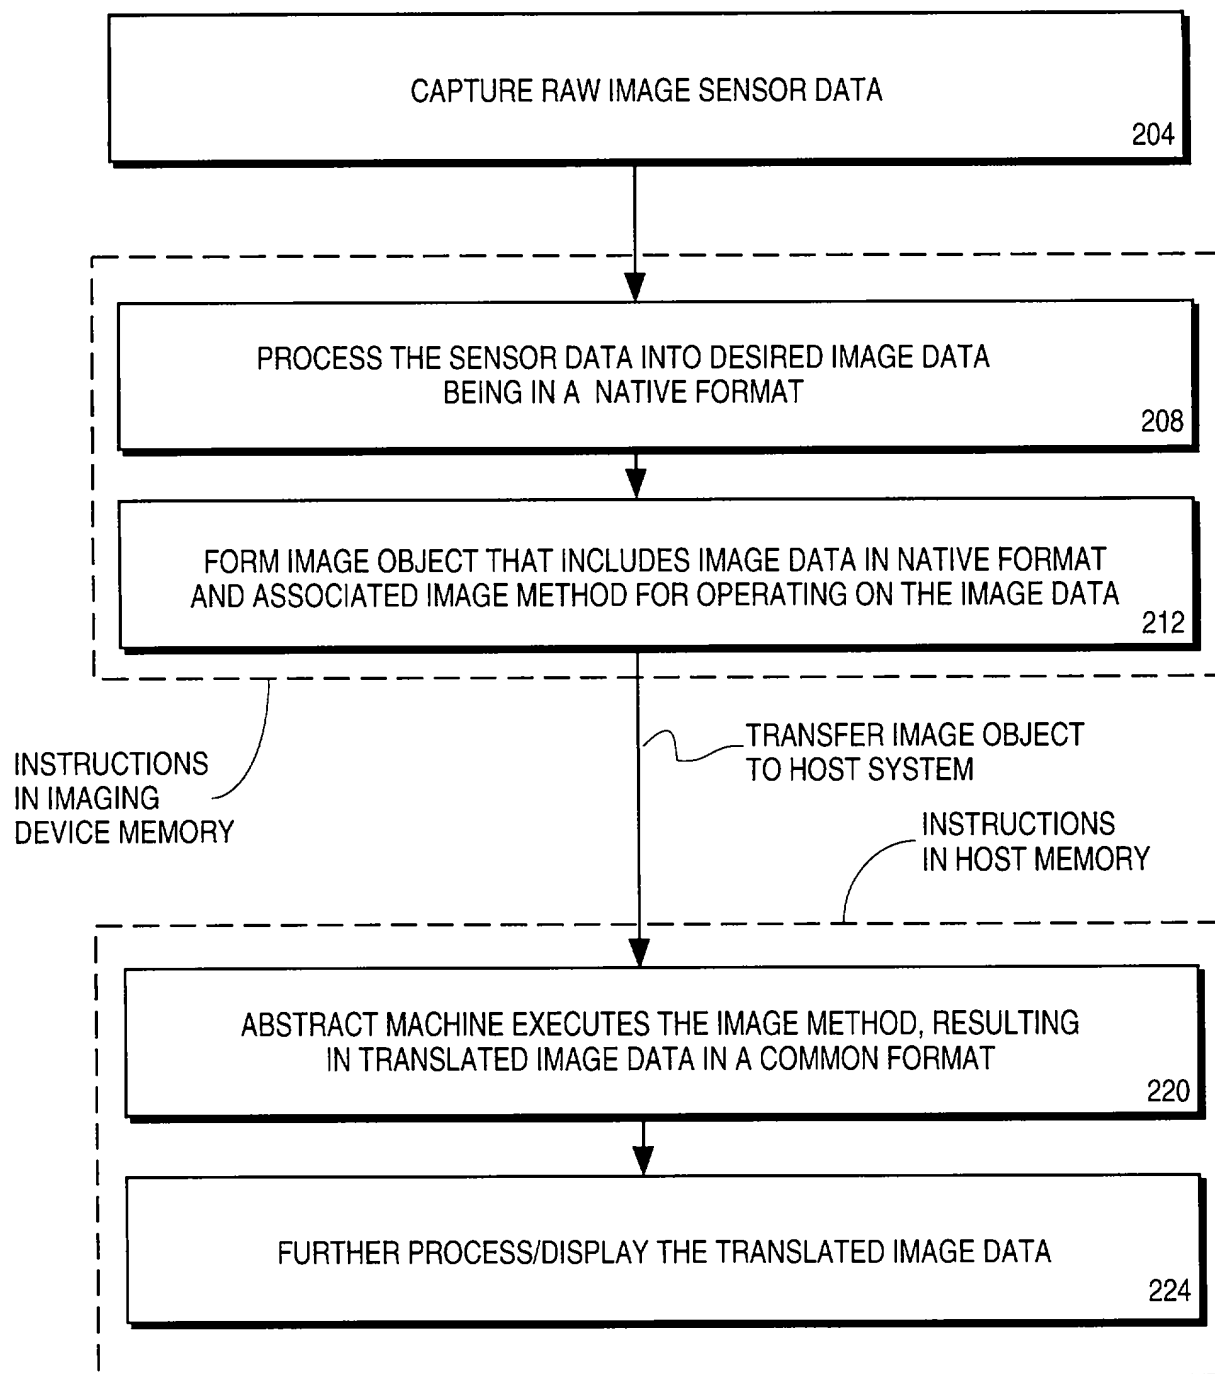 CAPTURE RAW IMAGE SENSOR DATA
204
PROCESS THE SENSOR DATA INTO DESIRED IMAGE DATA
BEING IN A NATIVE FORMAT
208
FORM IMAGE OBJECT THAT INCLUDES IMAGE DATA IN NATIVE FORMAT
AND ASSOCIATED IMAGE METHOD FOR OPERATING ON THE IMAGE DATA
212
INSTRUCTIONS
IN IMAGING
DEVICE MEMORY
TRANSFER IMAGE OBJECT
TO HOST SYSTEM
INSTRUCTIONS
IN HOST MEMORY
ABSTRACT MACHINE EXECUTES THE IMAGE METHOD, RESULTING
IN TRANSLATED IMAGE DATA IN A COMMON FORMAT
220
FURTHER PROCESS/DISPLAY THE TRANSLATED IMAGE DATA
224